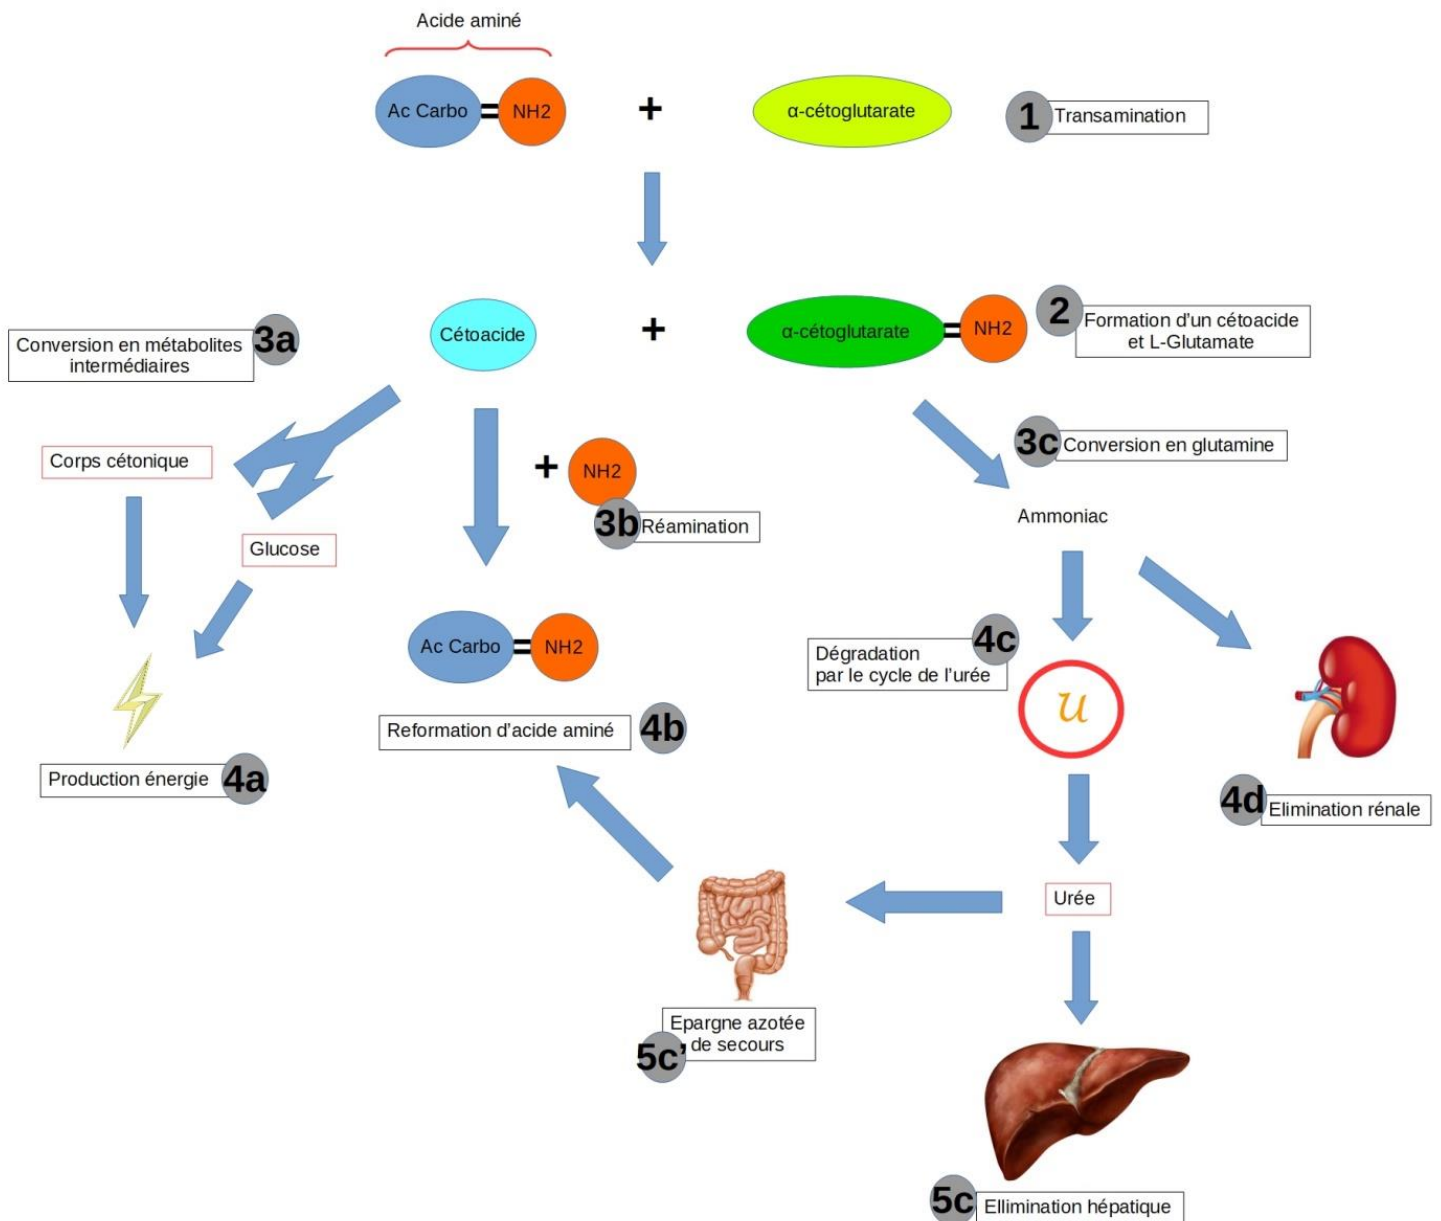 Acide aminé
Ac Carbo
NH2
+
α-cétoglutarate
1
Transamination
3a
Conversion en métabolites
intermédiaires
Cétoacide
+
α-cétoglutarate
NH2
2
Formation d'un cétoacide
et L-Glutamate
Corps cétonique
Glucose
+
NH2
3b
Réamination
3c
Conversion en glutamine
Ammoniac
Ac Carbo
NH2
Reformation d'acide aminé
4b
Production énergie
4a
4c
Dégradation
par le cycle de l'urée
U
4d
Elimination rénale
Urée
Epargne azotée
de secours
5c'
5c
Ellimination hépatique